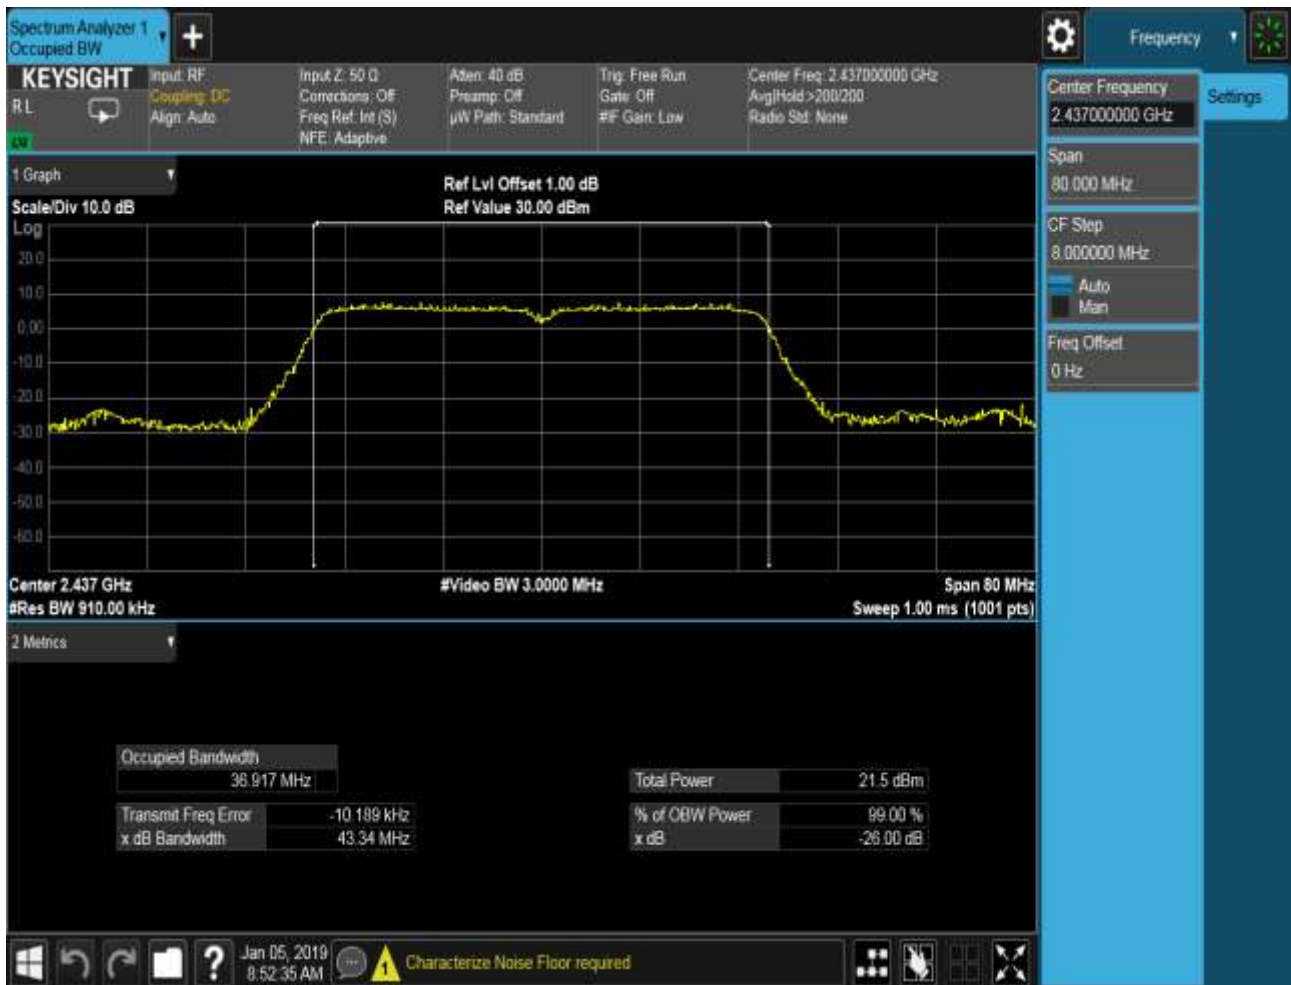 Spectrum Analyzer 1
Occupied BW
Frequency
KEYSIGHT
R L
Input: RF
Coupling: DC
Align: Auto
Input Z: 50 Ω
Corrections: Off
Freq Ref: Int (S)
NFE: Adaptive
Atten: 40 dB
Preamp: Off
µW Path: Standard
Trig: Free Run
Gate: Off
#IF Gain: Low
Center Freq: 2.437000000 GHz
Avg|Hold >200/200
Radio Std: None
Center Frequency
2.437000000 GHz
Settings
Span
80.000 MHz
CF Step
8.000000 MHz
Auto
Man
Freq Offset
0 Hz
1 Graph
Scale/Div 10.0 dB
Ref Lvl Offset 1.00 dB
Ref Value 30.00 dBm
Log
20.0
10.0
0.00
-10.0
-20.0
-30.0
-40.0
-50.0
-60.0
Center 2.437 GHz
#Video BW 3.0000 MHz
Span 80 MHz
#Res BW 910.00 kHz
Sweep 1.00 ms (1001 pts)
2 Metrics
Occupied Bandwidth
36.917 MHz
Total Power 21.5 dBm
Transmit Freq Error -10.189 kHz
% of OBW Power 99.00 %
x dB Bandwidth 43.34 MHz
x dB -26.00 dB
Jan 05, 2019
8:52:35 AM
1
Characterize Noise Floor required